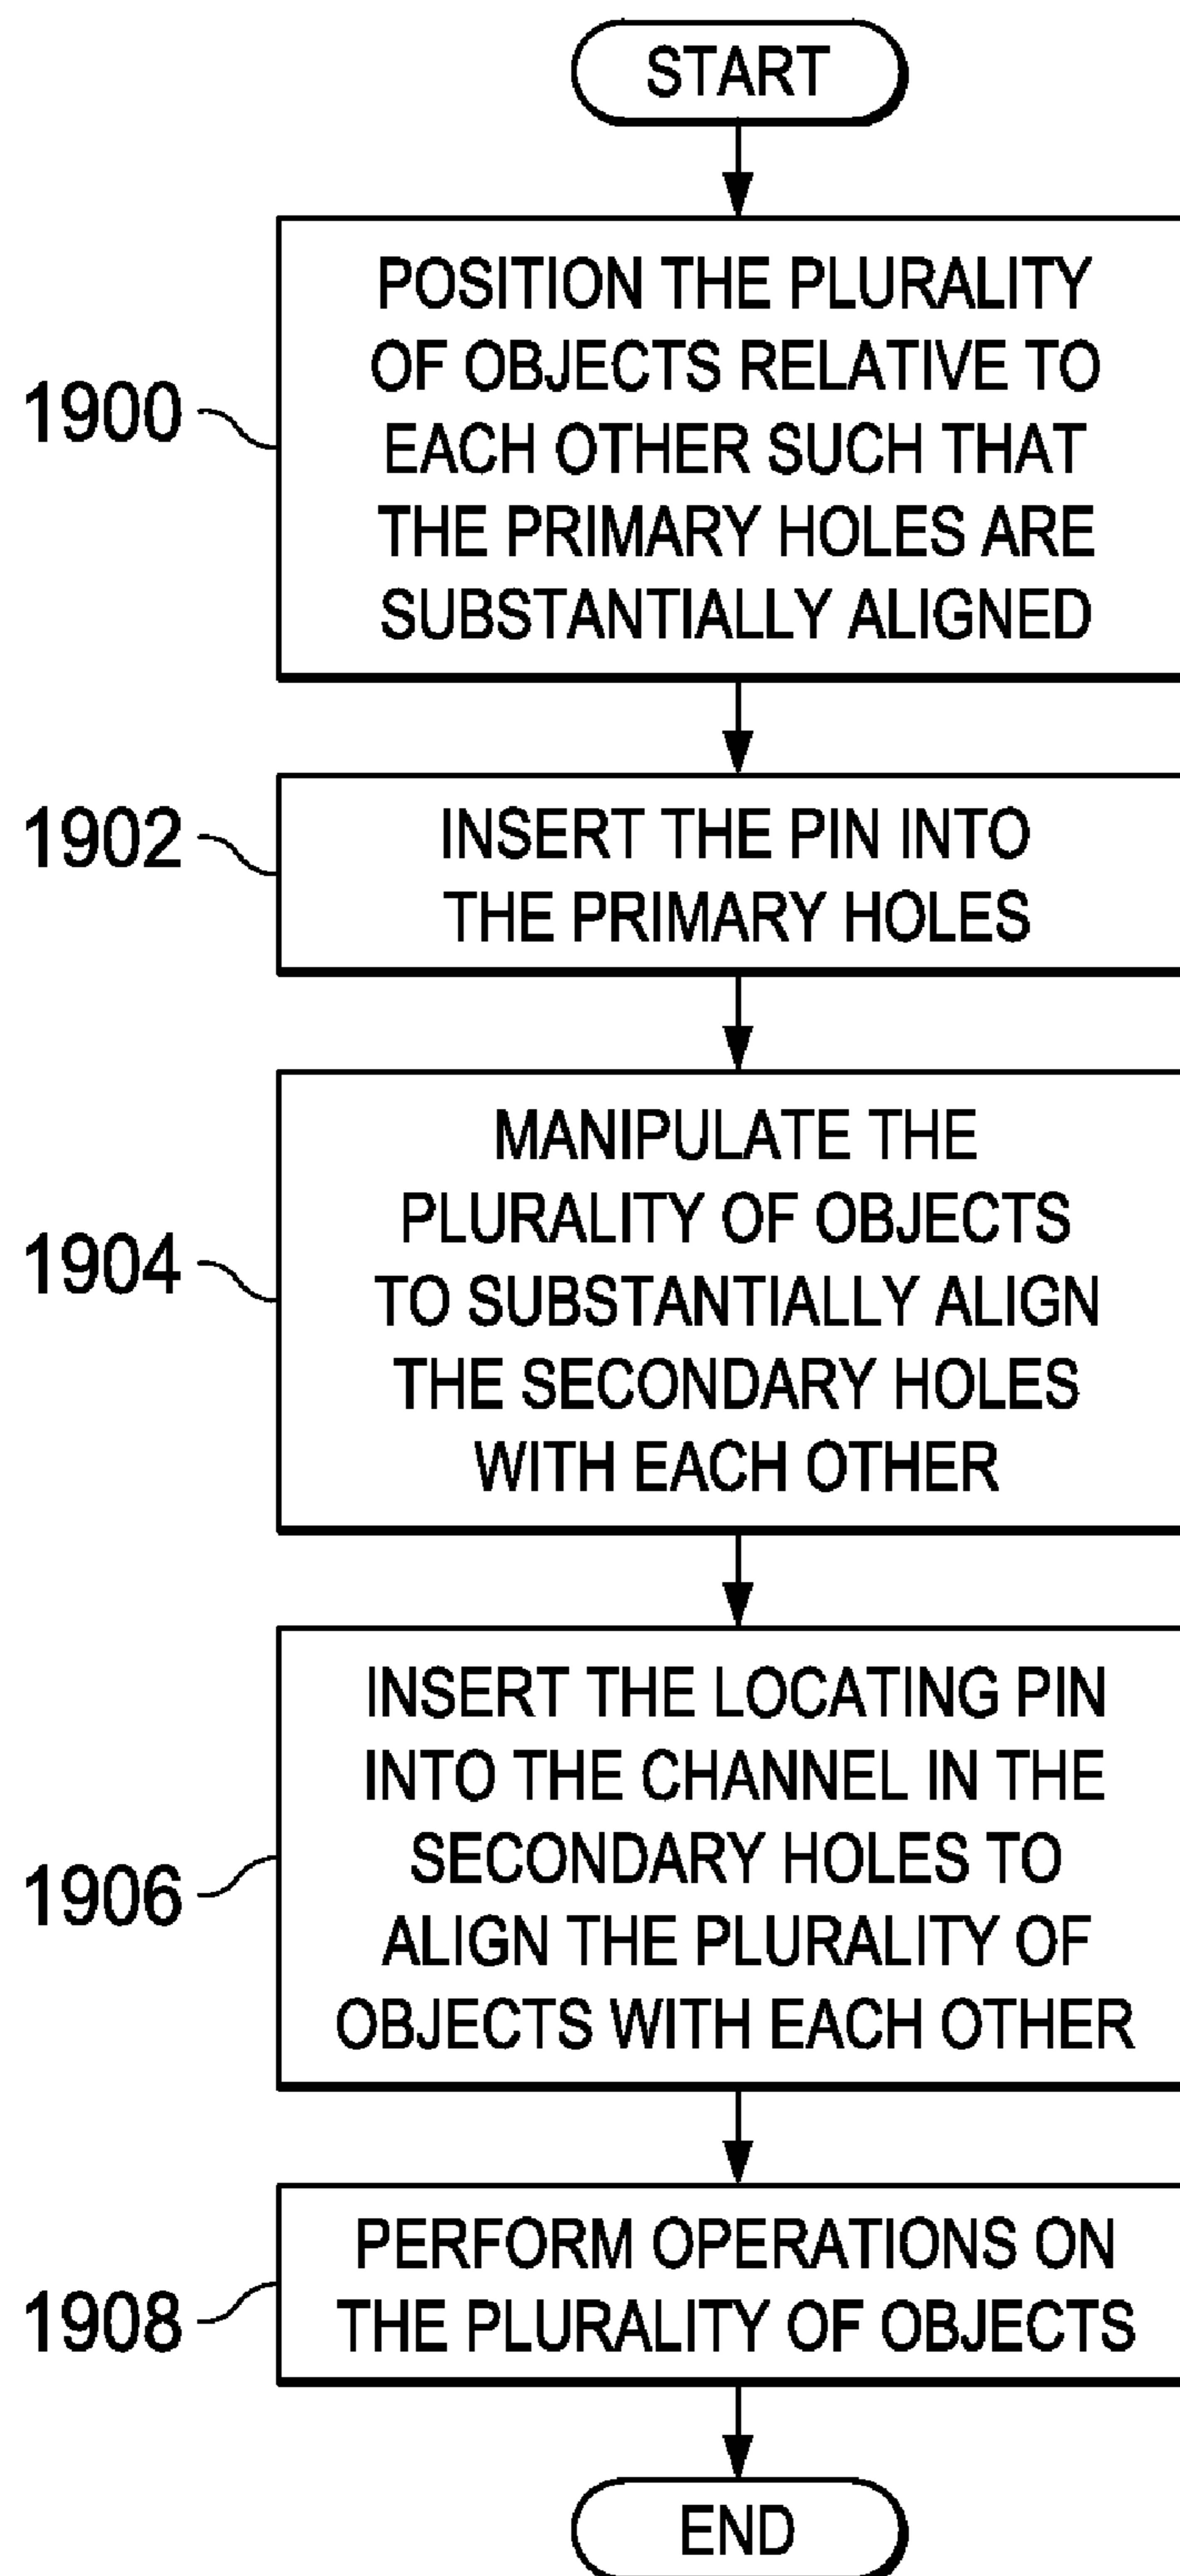 START
1900
POSITION THE PLURALITY
OF OBJECTS RELATIVE TO
EACH OTHER SUCH THAT
THE PRIMARY HOLES ARE
SUBSTANTIALLY ALIGNED
1902
INSERT THE PIN INTO
THE PRIMARY HOLES
1904
MANIPULATE THE
PLURALITY OF OBJECTS
TO SUBSTANTIALLY ALIGN
THE SECONDARY HOLES
WITH EACH OTHER
1906
INSERT THE LOCATING PIN
INTO THE CHANNEL IN THE
SECONDARY HOLES TO
ALIGN THE PLURALITY OF
OBJECTS WITH EACH OTHER
1908
PERFORM OPERATIONS ON
THE PLURALITY OF OBJECTS
END